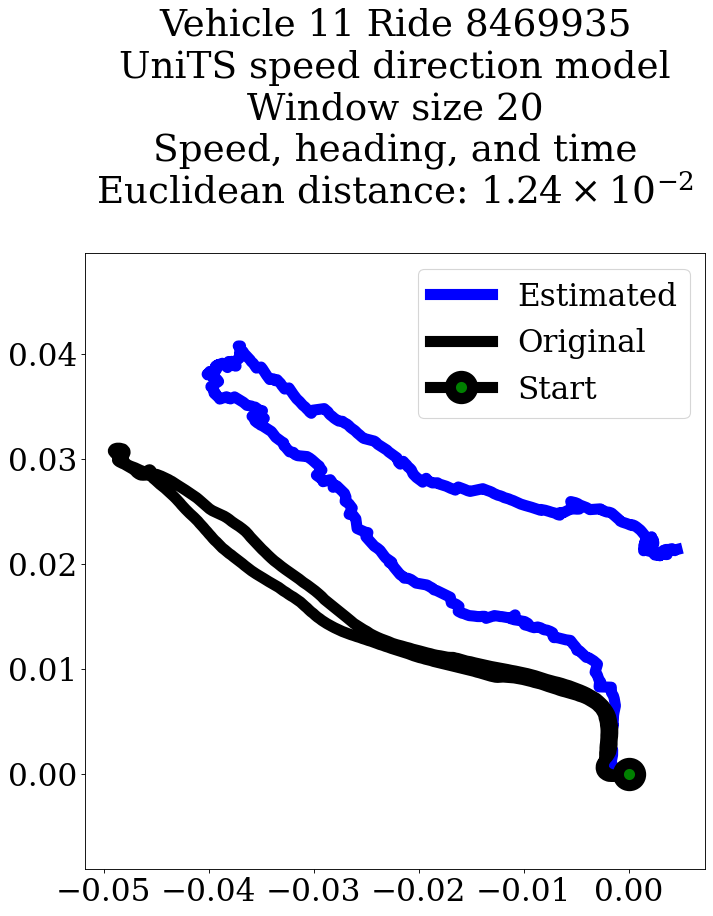 Vehicle 11 Ride 8469935
UniTS speed direction model
Window size 20
Speed, heading, and time
Euclidean distance: 1.24 × 10⁻²
Estimated
Original
Start
0.04
0.03
0.02
0.01
0.00
−0.05 −0.04 −0.03 −0.02 −0.01 0.00